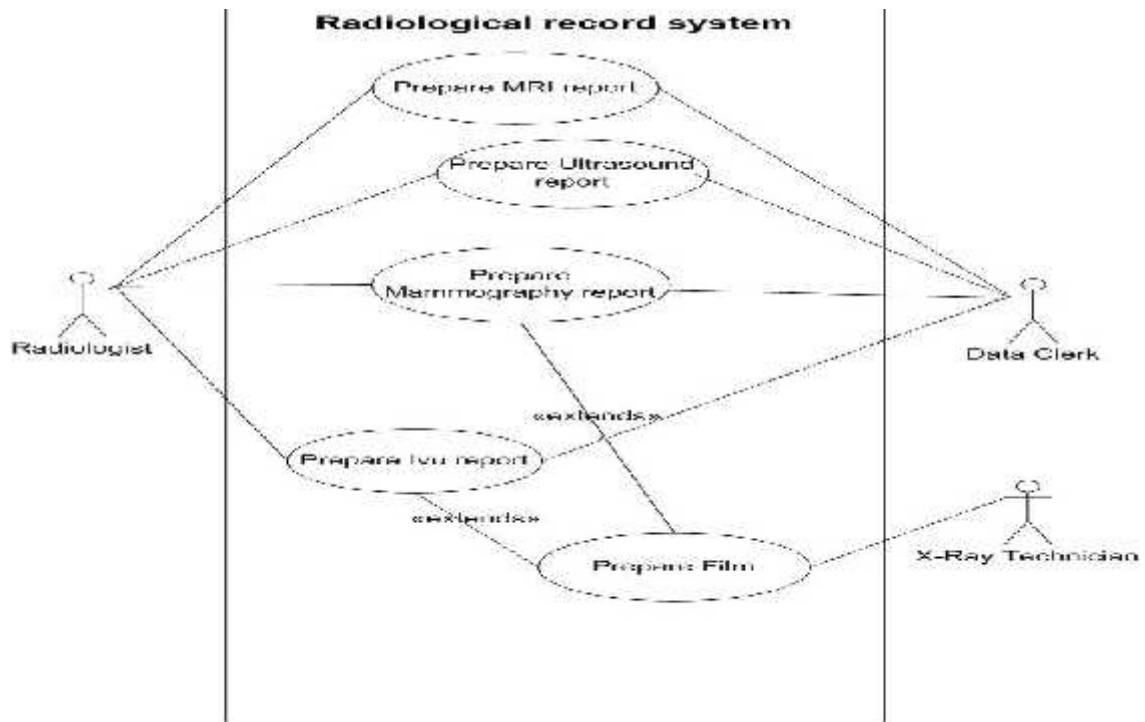 Radiological record system
Prepare MRI report
Prepare Ultrasound
report
Prepare
Mammography report
Radiologist
Data Clerk
«extends»
Prepare Ivu report
«extends»
Prepare Film
X-Ray Technician